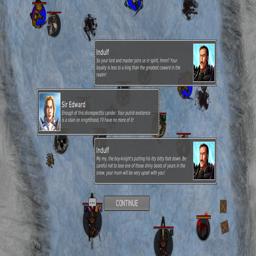 Indulf
So your lord and master joins us in spirit, hmm? Your
loyalty is less to a king than the greatest coward in the
realm!
Sir Edward
Enough of this disrespectful candor. Your putrid existence
is a stain on knighthood. I'll have no more of it!
Indulf
My my, the boy-knight's putting his itty bitty foot down. Be
careful not to lose one of those shiny boots of yours in the
snow, your mum will be very upset with you!
CONTINUE